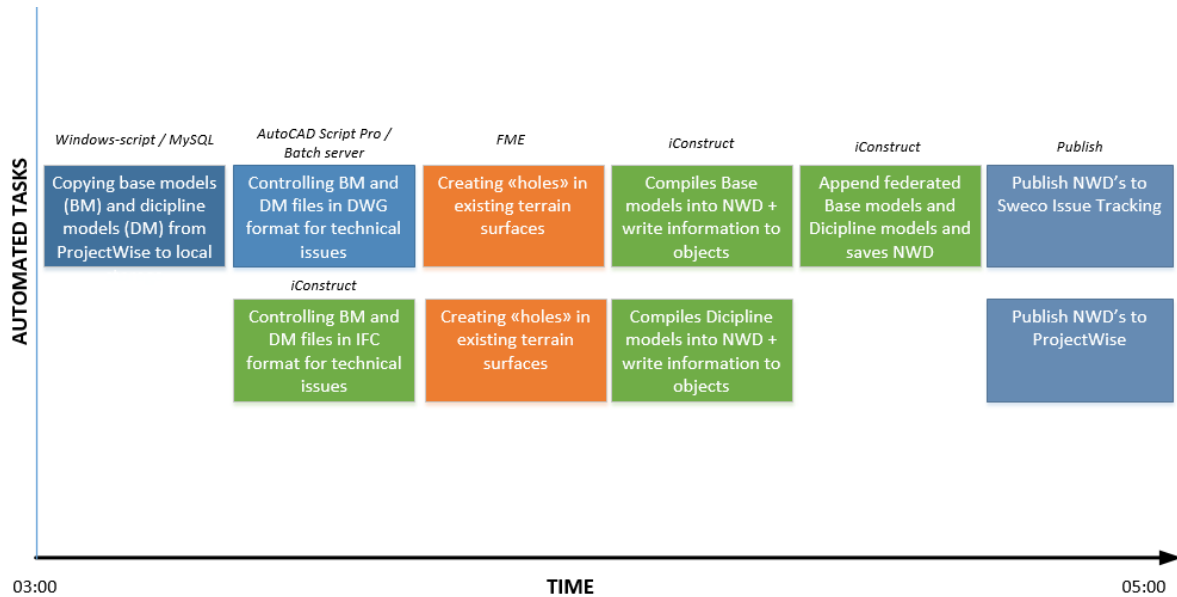 Windows-script / MySQL
Copying base models
(BM) and dicipline
models (DM) from
ProjectWise to local
AutoCAD Script Pro /
Batch server
Controlling BM and
DM files in DWG
format for technical
issues
iConstruct
Controlling BM and
DM files in IFC
format for technical
issues
FME
Creating «holes» in
existing terrain
surfaces
Creating «holes» in
existing terrain
surfaces
iConstruct
Compiles Base
models into NWD +
write information to
objects
Compiles Dicipline
models into NWD +
write information to
objects
iConstruct
Append federated
Base models and
Dicipline models and
saves NWD
Publish
Publish NWD's to
Sweco Issue Tracking
Publish NWD's to
ProjectWise
AUTOMATED TASKS
03:00
TIME
05:00